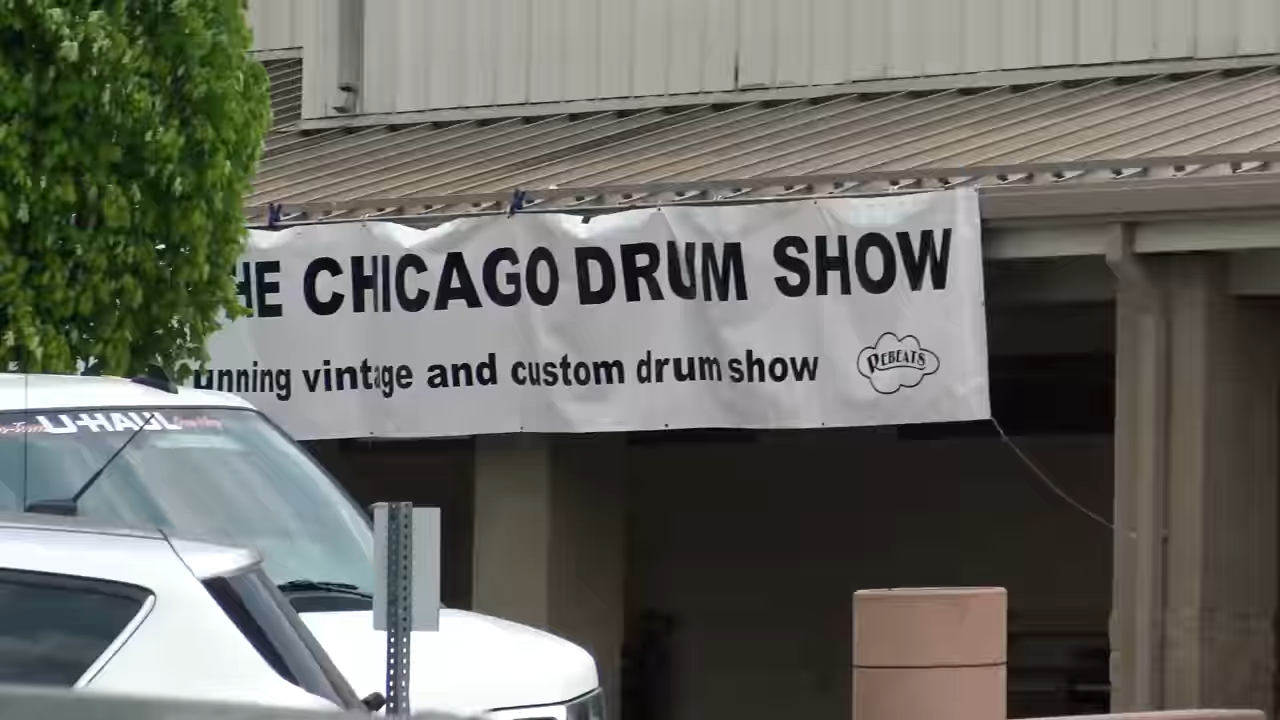 HE CHICAGO DRUM SHOW
unning vintage and custom drum show
REBEATS
U-HAUL